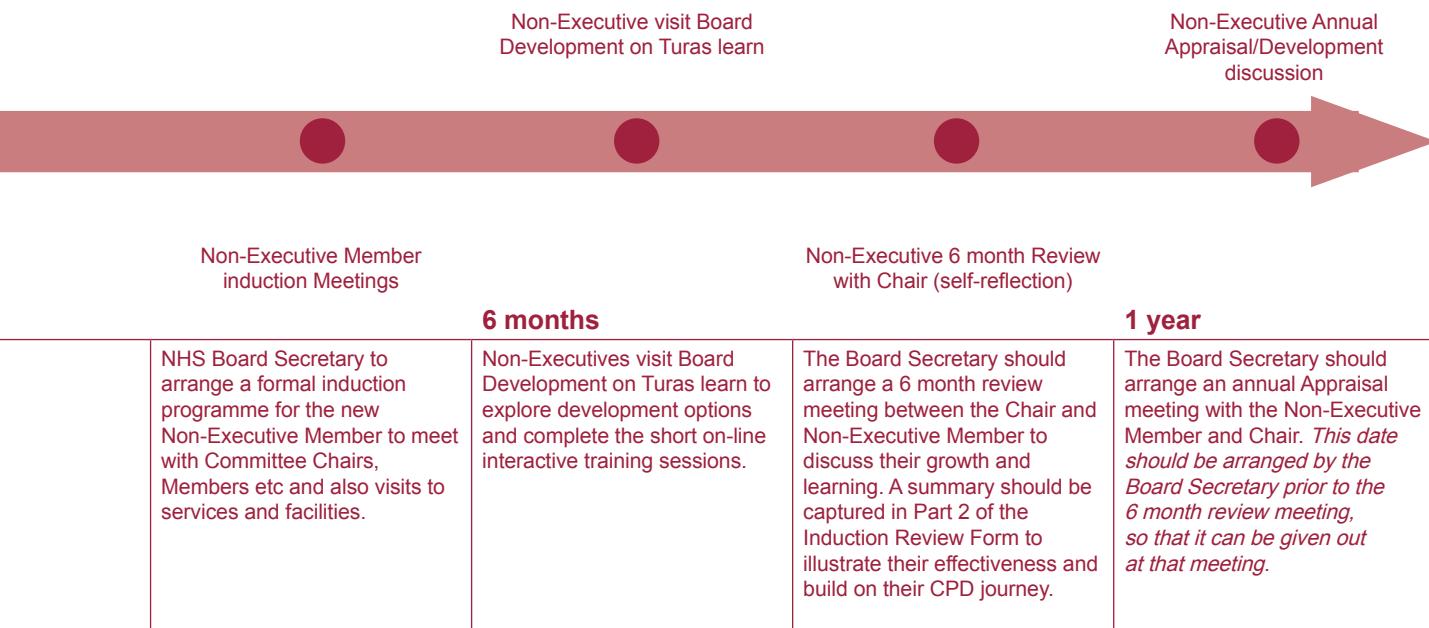 Non-Executive visit Board
Development on Turas learn
Non-Executive Annual
Appraisal/Development
discussion
Non-Executive Member
induction Meetings
Non-Executive 6 month Review
with Chair (self-reflection)
6 months
1 year
NHS Board Secretary to
arrange a formal induction
programme for the new
Non-Executive Member to meet
with Committee Chairs,
Members etc and also visits to
services and facilities.
Non-Executives visit Board
Development on Turas learn to
explore development options
and complete the short on-line
interactive training sessions.
The Board Secretary should
arrange a 6 month review
meeting between the Chair and
Non-Executive Member to
discuss their growth and
learning. A summary should be
captured in Part 2 of the
Induction Review Form to
illustrate their effectiveness and
build on their CPD journey.
The Board Secretary should
arrange an annual Appraisal
meeting with the Non-Executive
Member and Chair. This date
should be arranged by the
Board Secretary prior to the
6 month review meeting,
so that it can be given out
at that meeting.